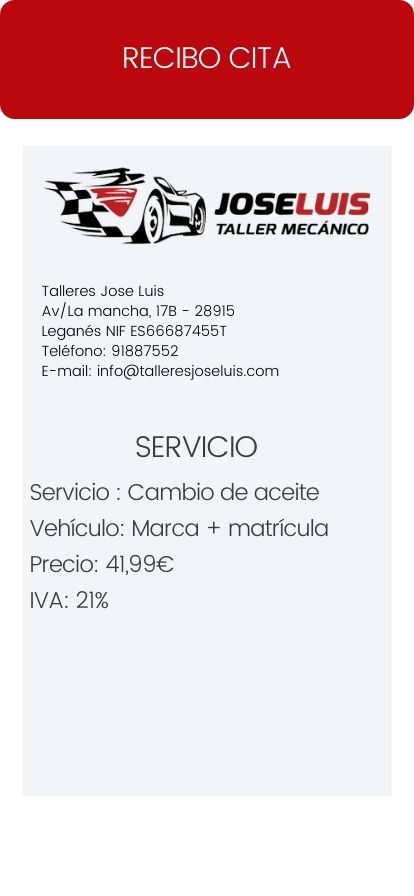 RECIBO CITA
JOSELUIS
TALLER MECÁNICO
Talleres Jose Luis
Av/La mancha, 17B - 28915
Leganés NIF ES66687455T
Teléfono: 91887552
E-mail: info@talleresjoseluis.com
SERVICIO
Servicio : Cambio de aceite
Vehículo: Marca + matrícula
Precio: 41,99€
IVA: 21%